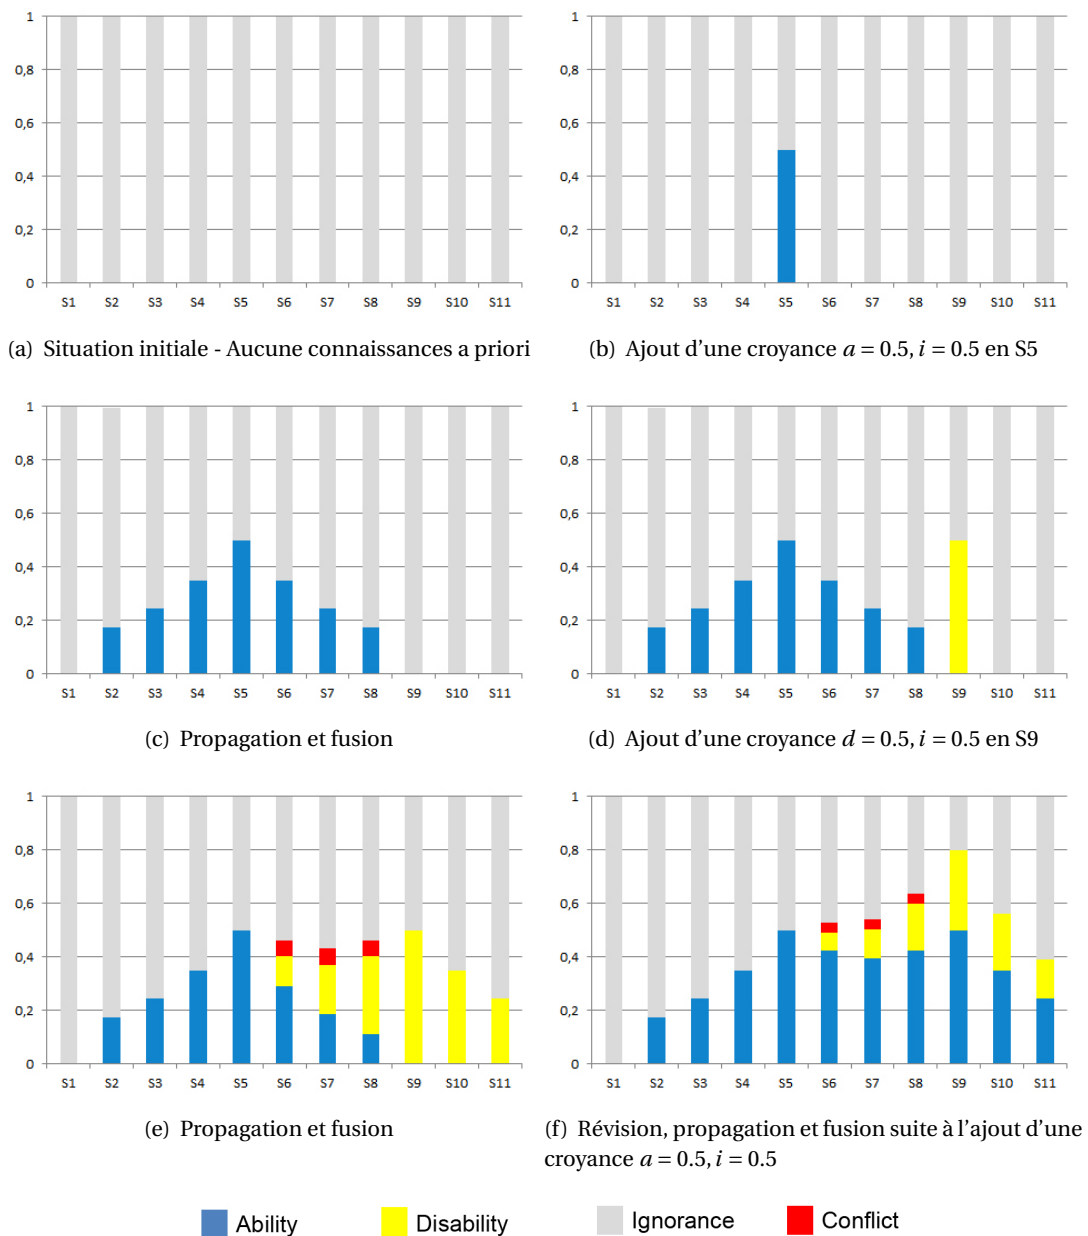 1
0,8
0,6
0,4
0,2
0
S1 S2 S3 S4 S5 S6 S7 S8 S9 S10 S11
(a) Situation initiale - Aucune connaissances a priori
1
0,8
0,6
0,4
0,2
0
S1 S2 S3 S4 S5 S6 S7 S8 S9 S10 S11
(b) Ajout d'une croyance a = 0.5, i = 0.5 en S5
1
0,8
0,6
0,4
0,2
0
S1 S2 S3 S4 S5 S6 S7 S8 S9 S10 S11
(c) Propagation et fusion
1
0,8
0,6
0,4
0,2
0
S1 S2 S3 S4 S5 S6 S7 S8 S9 S10 S11
(d) Ajout d'une croyance d = 0.5, i = 0.5 en S9
1
0,8
0,6
0,4
0,2
0
S1 S2 S3 S4 S5 S6 S7 S8 S9 S10 S11
(e) Propagation et fusion
1
0,8
0,6
0,4
0,2
0
S1 S2 S3 S4 S5 S6 S7 S8 S9 S10 S11
(f) Révision, propagation et fusion suite à l'ajout d'une
croyance a = 0.5, i = 0.5
Ability Disability Ignorance Conflict